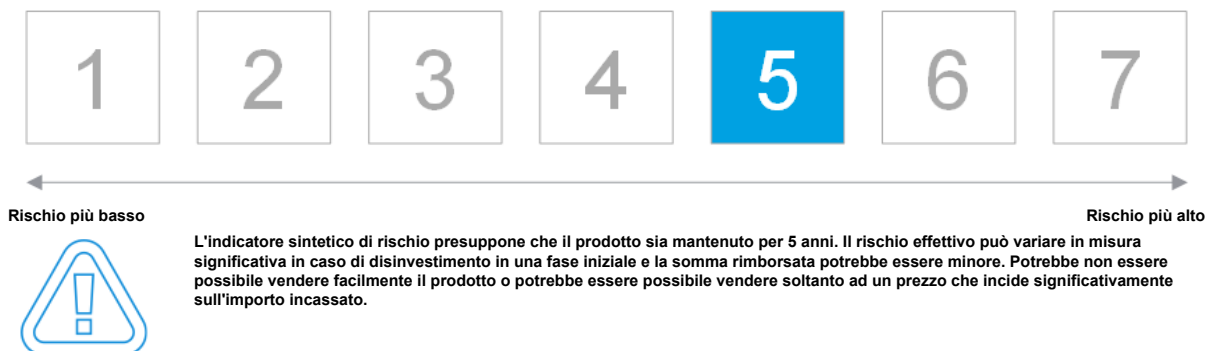 1 2 3 4 5 6 7
Rischio più basso Rischio più alto
L'indicatore sintetico di rischio presuppone che il prodotto sia mantenuto per 5 anni. Il rischio effettivo può variare in misura
significativa in caso di disinvestimento in una fase iniziale e la somma rimborsata potrebbe essere minore. Potrebbe non essere
possibile vendere facilmente il prodotto o potrebbe essere possibile vendere soltanto ad un prezzo che incide significativamente
sull'importo incassato.